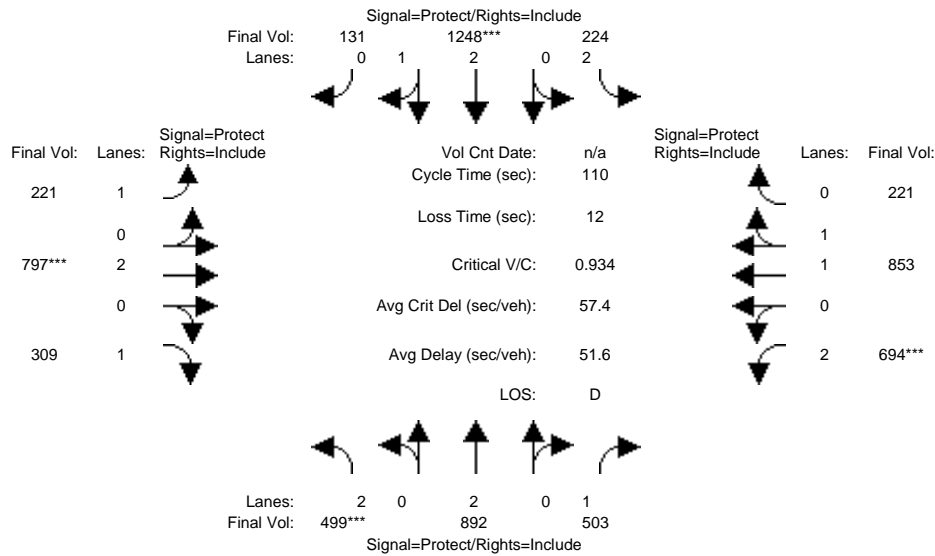 Signal=Protect/Rights=Include
Final Vol: 131 1248*** 224
Lanes: 0 1 2 0 2
Signal=Protect
Final Vol: Lanes: Rights=Include
Vol Cnt Date: n/a
Signal=Protect
Rights=Include Lanes: Final Vol:
Cycle Time (sec): 110
221 1
0 221
Loss Time (sec): 12
0
1
797*** 2
Critical V/C: 0.934
1 853
0
Avg Crit Del (sec/veh): 57.4
0
309 1
Avg Delay (sec/veh): 51.6
2 694***
LOS: D
Lanes: 2 0 2 0 1
Final Vol: 499*** 892 503
Signal=Protect/Rights=Include